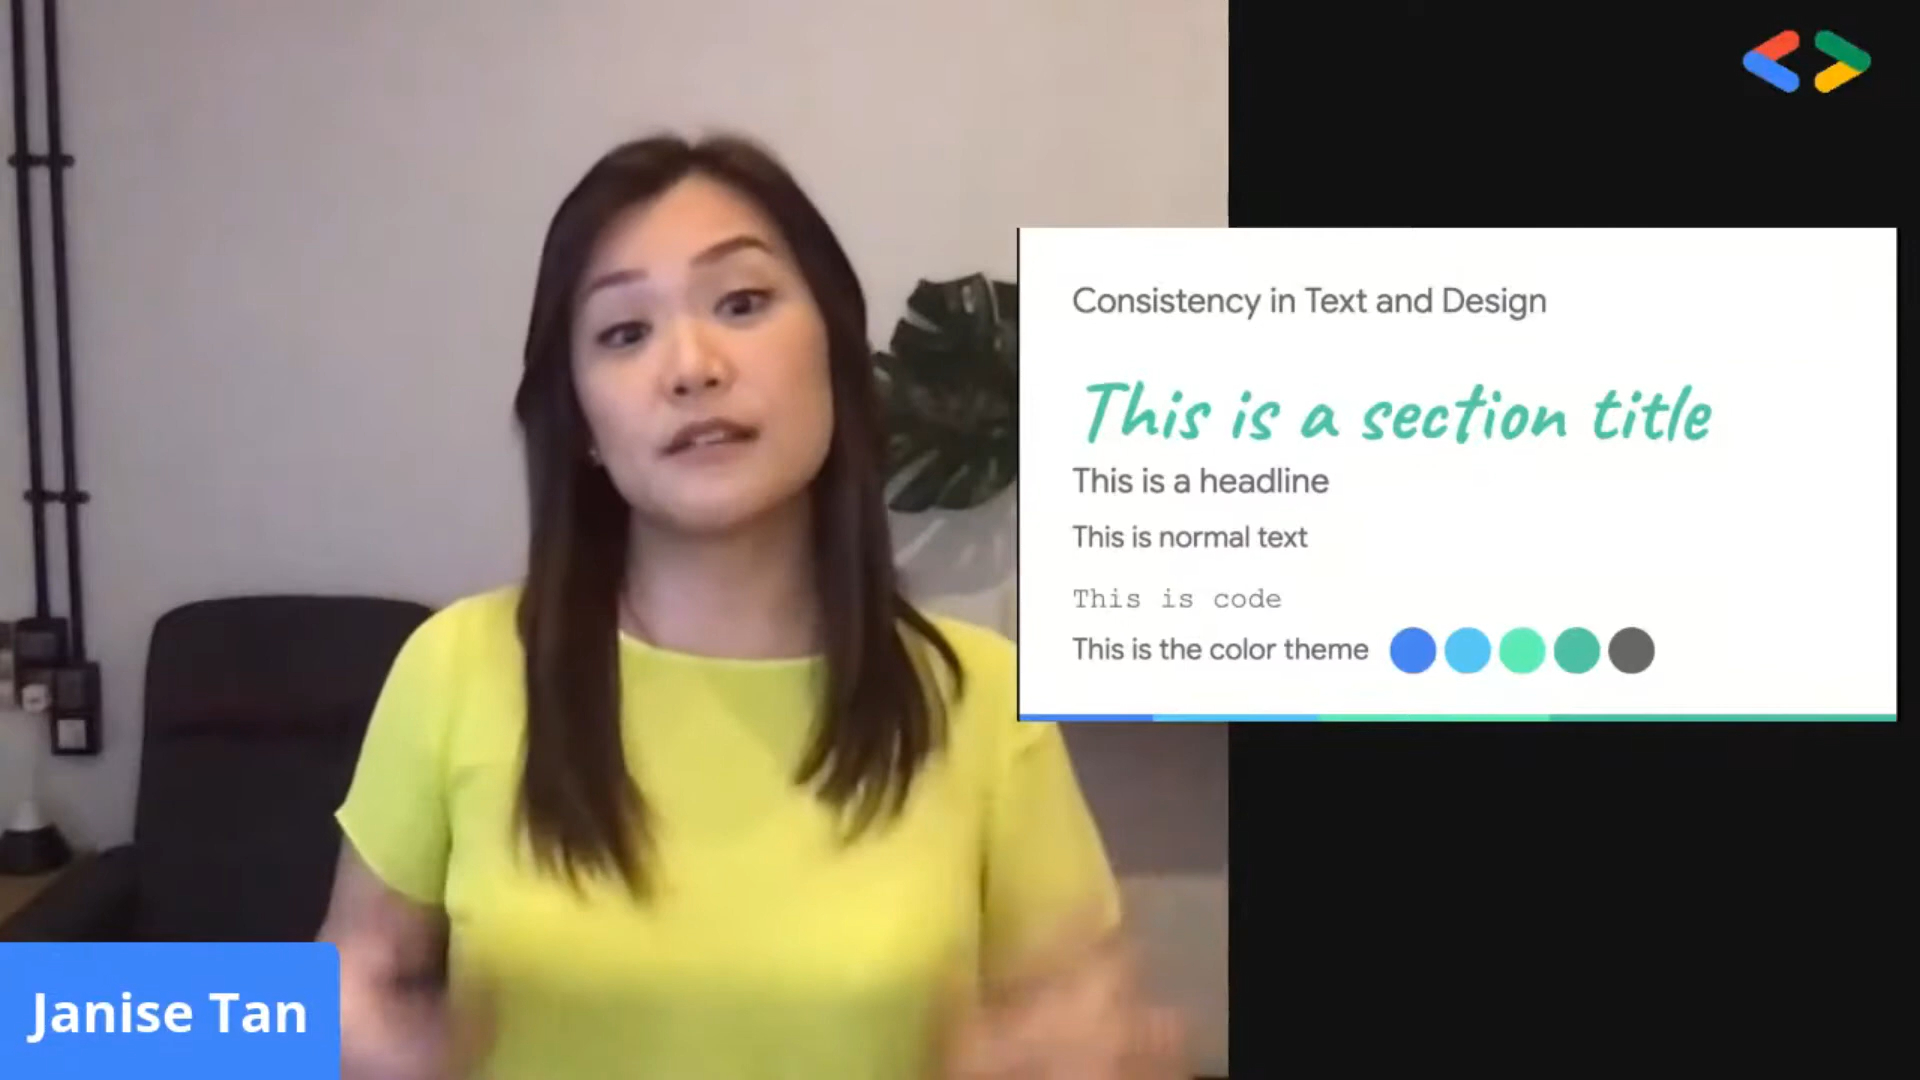 Consistency in Text and Design
This is a section title
This is a headline
This is normal text
This is code
This is the color theme
Janise Tan